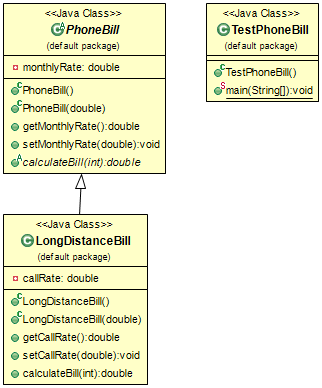 <<Java Class>>
PhoneBill
(default package)
monthlyRate: double
PhoneBill()
PhoneBill(double)
getMonthlyRate():double
setMonthlyRate(double):void
calculateBill(int):double
<<Java Class>>
TestPhoneBill
(default package)
TestPhoneBill()
main(String[]):void
<<Java Class>>
LongDistanceBill
(default package)
callRate: double
LongDistanceBill()
LongDistanceBill(double)
getCallRate():double
setCallRate(double):void
calculateBill(int):double